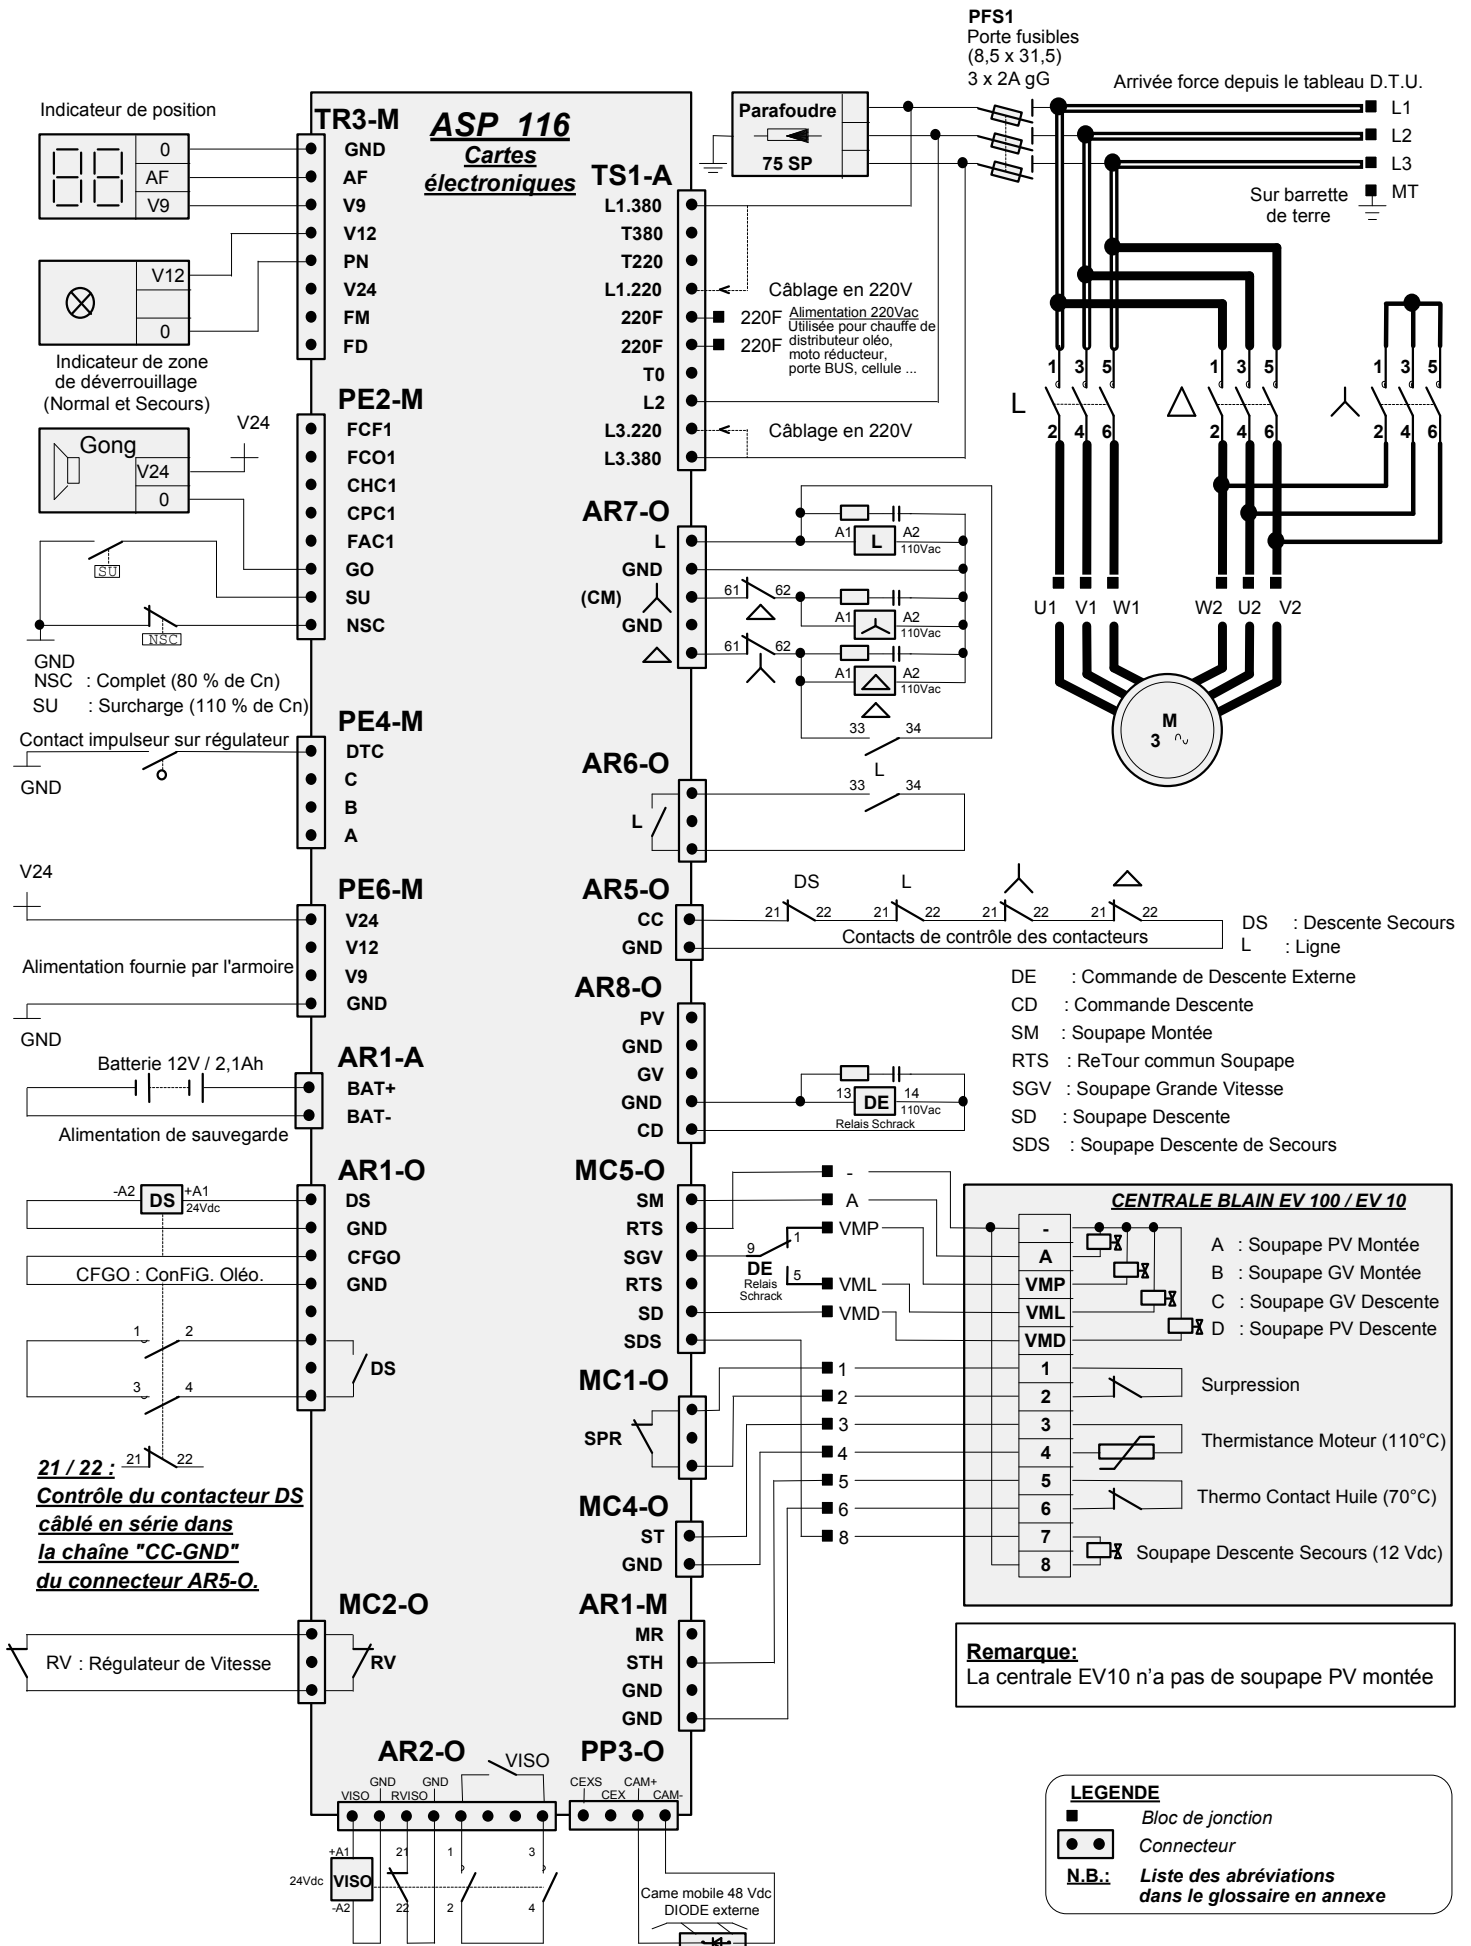 PFS1
Porte fusibles
(8,5 x 31,5)
3 x 2A gG
Arrivée force depuis le tableau D.T.U.
L1
L2
L3
MT
Sur barrette
de terre
Parafoudre
75 SP
ASP 116
Cartes
électroniques
Indicateur de position
0
AF
V9
V12
0
Indicateur de zone
de déverrouillage
(Normal et Secours)
Gong
V24
0
V24
SU
NSC
GND
NSC : Complet (80 % de Cn)
SU : Surcharge (110 % de Cn)
Contact impulseur sur régulateur
GND
V24
Alimentation fournie par l'armoire
GND
Batterie 12V / 2,1Ah
Alimentation de sauvegarde
-A2 DS +A1
24Vdc
CFGO : ConFiG. Oléo.
1 2
3 4
21 22
21 / 22 :
Contrôle du contacteur DS
câblé en série dans
la chaîne "CC-GND"
du connecteur AR5-O.
RV : Régulateur de Vitesse
TR3-M
GND
AF
V9
V12
PN
V24
FM
FD
PE2-M
FCF1
FCO1
CHC1
CPC1
FAC1
GO
SU
NSC
PE4-M
DTC
C
B
A
PE6-M
V24
V12
V9
GND
AR1-A
BAT+
BAT-
AR1-O
DS
GND
CFGO
GND
DS
MC2-O
RV
TS1-A
L1.380
T380
T220
L1.220
220F
220F
T0
L2
L3.220
L3.380
Câblage en 220V
220F
220F
Alimentation 220Vac
Utilisée pour chauffe de
distributeur oléo,
moto réducteur,
porte BUS, cellule ...
Câblage en 220V
AR7-O
L
GND
(CM)
GND
A1 L A2
110Vac
61 62
A1 A2
110Vac
61 62
A1 A2
110Vac
33 34
L
AR6-O
L
33 34
AR5-O
CC
GND
DS L
21 22 21 22 21 22 21 22
Contacts de contrôle des contacteurs
DS : Descente Secours
L : Ligne
DE : Commande de Descente Externe
CD : Commande Descente
SM : Soupape Montée
RTS : ReTour commun Soupape
SGV : Soupape Grande Vitesse
SD : Soupape Descente
SDS : Soupape Descente de Secours
AR8-O
PV
GND
GV
GND
CD
13 DE 14
110Vac
Relais Schrack
MC5-O
SM
RTS
SGV
RTS
SD
SDS
-
A
VMP
VML
VMD
9 1
DE
5
Relais
Schrack
MC1-O
SPR
1
2
3
4
5
6
8
MC4-O
ST
GND
AR1-M
MR
STH
GND
GND
CENTRALE BLAIN EV 100 / EV 10
-
A
VMP
VML
VMD
1
2
3
4
5
6
7
8
A : Soupape PV Montée
B : Soupape GV Montée
C : Soupape GV Descente
D : Soupape PV Descente
Surpression
Thermistance Moteur (110°C)
Thermo Contact Huile (70°C)
Soupape Descente Secours (12 Vdc)
Remarque:
La centrale EV10 n'a pas de soupape PV montée
L
1 3 5
2 4 6
1 3 5
2 4 6
1 3 5
2 4 6
U1 V1 W1 W2 U2 V2
M
3
AR2-O
VISO
VISO GND RVISO GND
+A1
24Vdc VISO
-A2
21
22
1
2
3
4
PP3-O
CEXS CEX CAM+ CAM-
Came mobile 48 Vdc
DIODE externe
LEGENDE
Bloc de jonction
Connecteur
N.B.: Liste des abréviations
dans le glossaire en annexe